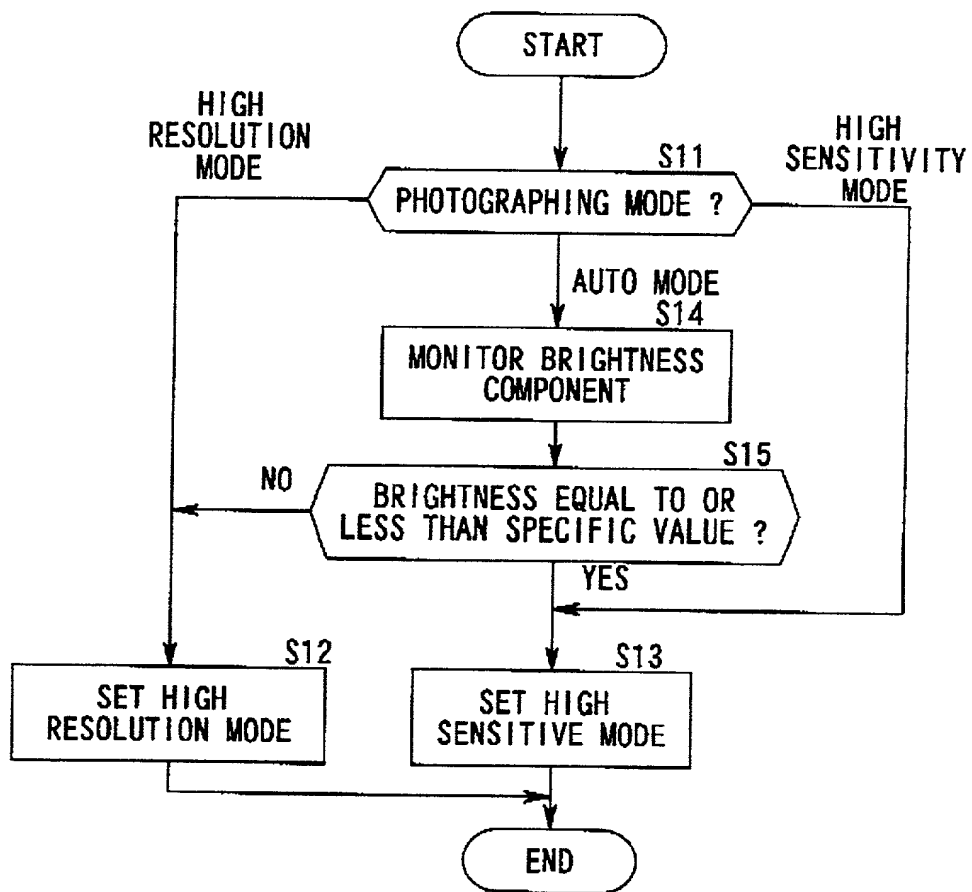 START
HIGH
RESOLUTION
MODE
HIGH
SENSITIVITY
MODE
S11
PHOTOGRAPHING MODE ?
AUTO MODE
S14
MONITOR BRIGHTNESS
COMPONENT
S15
NO
BRIGHTNESS EQUAL TO OR
LESS THAN SPECIFIC VALUE ?
YES
S12
SET HIGH
RESOLUTION MODE
S13
SET HIGH
SENSITIVE MODE
END